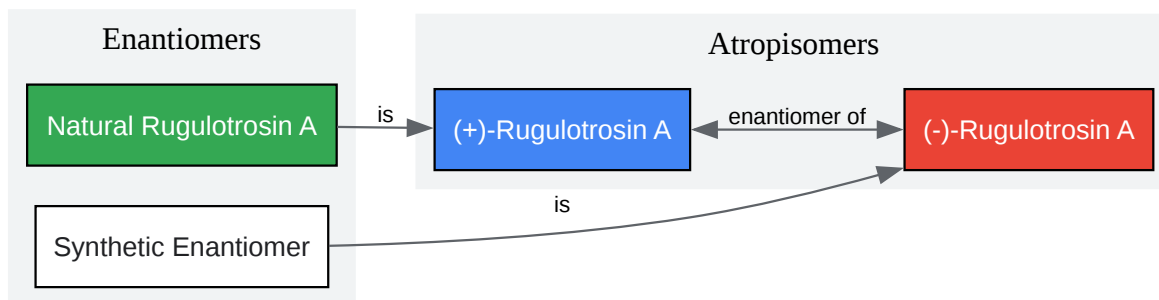 Enantiomers
Atropisomers
Natural Rugulotrosin A
is
(+)-Rugulotrosin A
enantiomer of
(-)-Rugulotrosin A
is
Synthetic Enantiomer